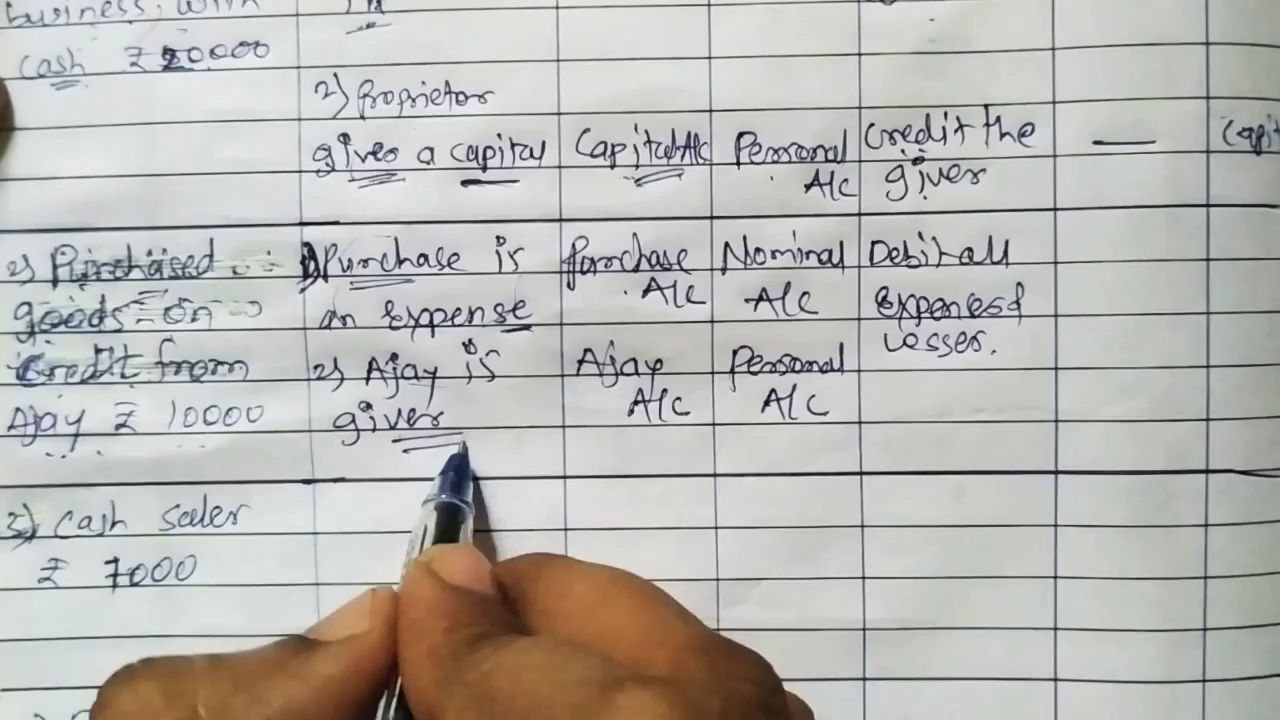 business, with
Cash ₹ 20000
2) Proprietor
gives a capital
Capital A/c
Personal
A/c
Credit the
giver
—
2) Purchased
goods on
Credit from
Ajay ₹ 10000
1) Purchase is
an expense
2) Ajay is
giver
Purchase
A/c
Ajay
A/c
Nominal
A/c
Personal
A/c
Debit all
Expenses &
Losses.
3) Cash Sales
₹ 7000